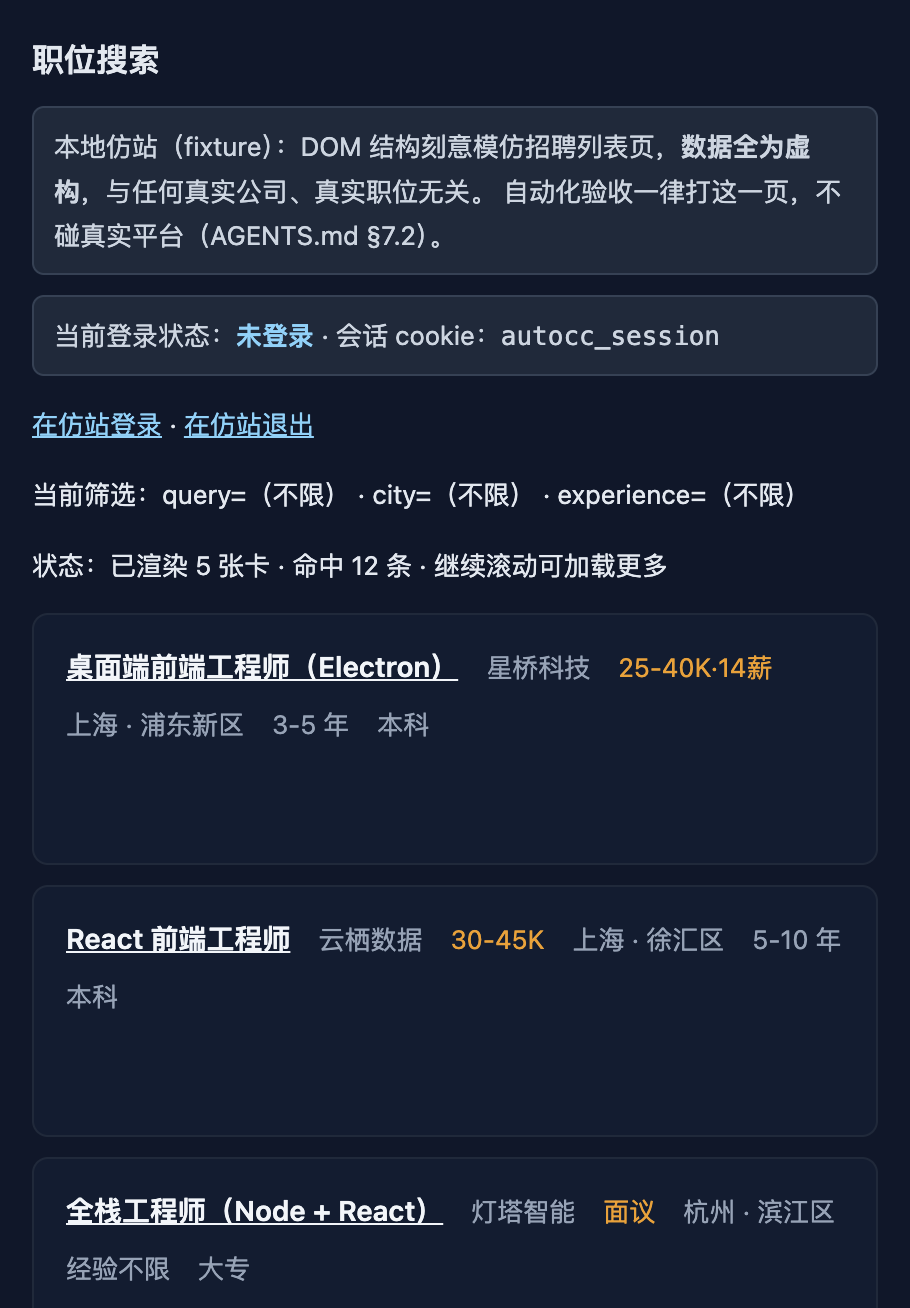 职位搜索
本地仿站（fixture）：DOM 结构刻意模仿招聘列表页，数据全为虚
构，与任何真实公司、真实职位无关。 自动化验收一律打这一页，不
碰真实平台（AGENTS.md §7.2）。
当前登录状态：未登录 · 会话 cookie：autocc_session
在仿站登录 · 在仿站退出
当前筛选：query=（不限） · city=（不限） · experience=（不限）
状态：已渲染 5 张卡 · 命中 12 条 · 继续滚动可加载更多
桌面端前端工程师（Electron） 星桥科技 25-40K·14薪
上海 · 浦东新区 3-5 年 本科
React 前端工程师 云栖数据 30-45K 上海 · 徐汇区 5-10 年
本科
全栈工程师（Node + React） 灯塔智能 面议 杭州 · 滨江区
经验不限 大专